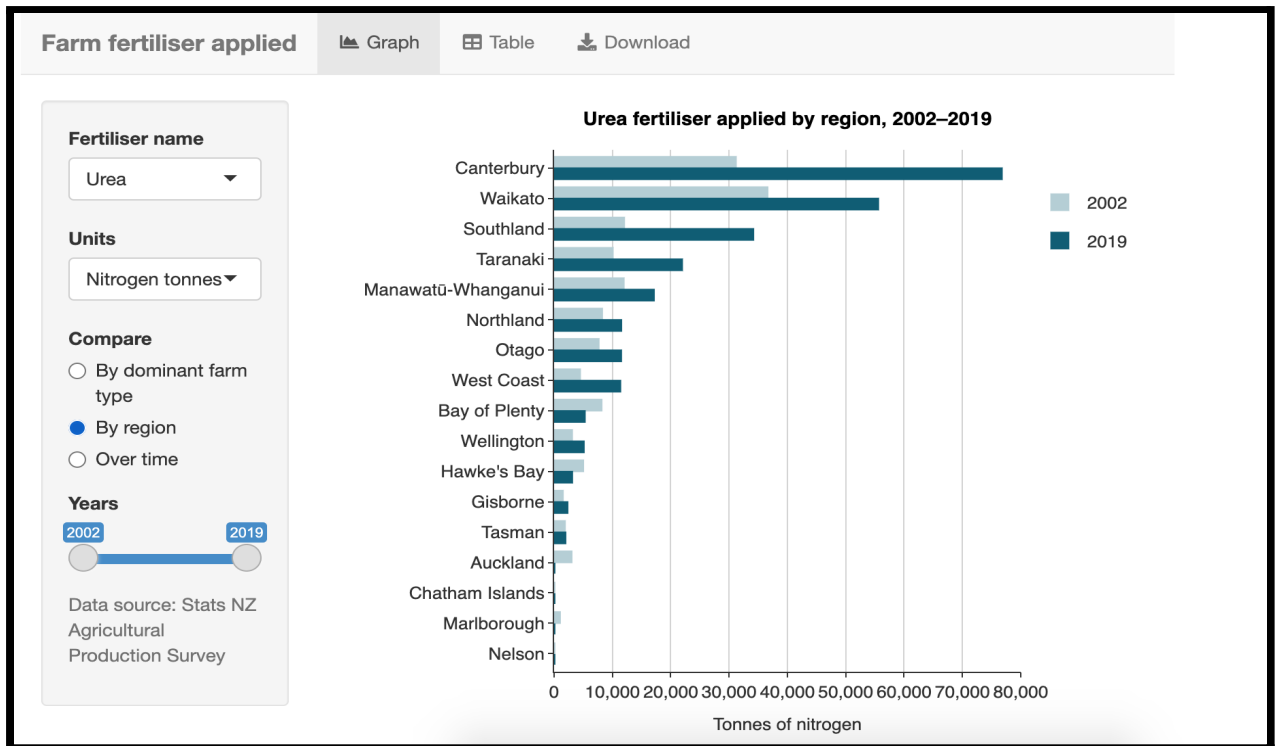 Farm fertiliser applied
Graph
Table
Download
Fertiliser name
Urea
Units
Nitrogen tonnes
Compare
By dominant farm
type
By region
Over time
Years
2002
2019
Data source: Stats NZ
Agricultural
Production Survey
Urea fertiliser applied by region, 2002–2019
Canterbury
Waikato
Southland
Taranaki
Manawatū-Whanganui
Northland
Otago
West Coast
Bay of Plenty
Wellington
Hawke's Bay
Gisborne
Tasman
Auckland
Chatham Islands
Marlborough
Nelson
0 10,000 20,000 30,000 40,000 50,000 60,000 70,000 80,000
Tonnes of nitrogen
2002
2019